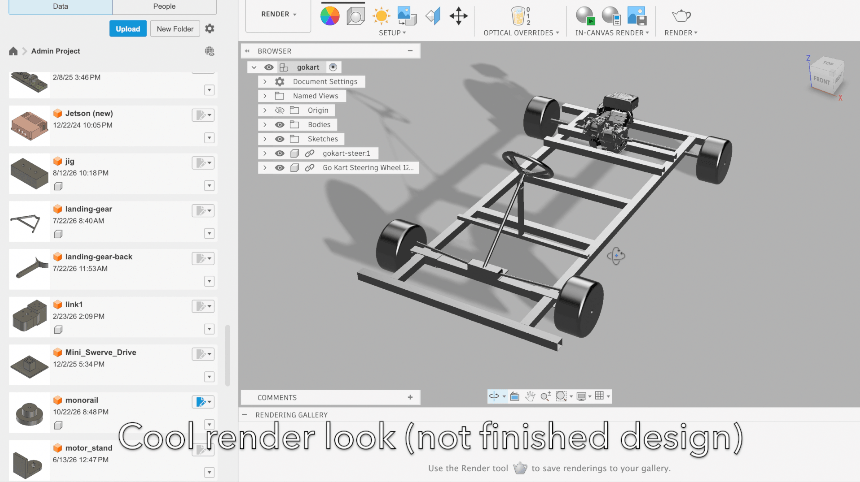 Data
People
Upload
New Folder
Admin Project
2/8/25 3:46 PM
Jetson (new)
12/22/24 10:05 PM
jig
8/12/26 10:18 PM
landing-gear
7/22/26 8:40 AM
landing-gear-back
7/22/26 11:53 AM
link1
2/23/26 2:09 PM
Mini_Swerve_Drive
12/2/25 5:34 PM
monorail
10/22/26 8:48 PM
motor_stand
6/13/26 12:47 PM
RENDER
SETUP
OPTICAL OVERRIDES
IN-CANVAS RENDER
RENDER
BROWSER
gokart
Document Settings
Named Views
Origin
Bodies
Sketches
gokart-steer:1
Go Kart Steering Wheel 12...
Z
TOP
FRONT
X
COMMENTS
RENDERING GALLERY
Cool render look (not finished design)
Use the Render tool to save renderings to your gallery.